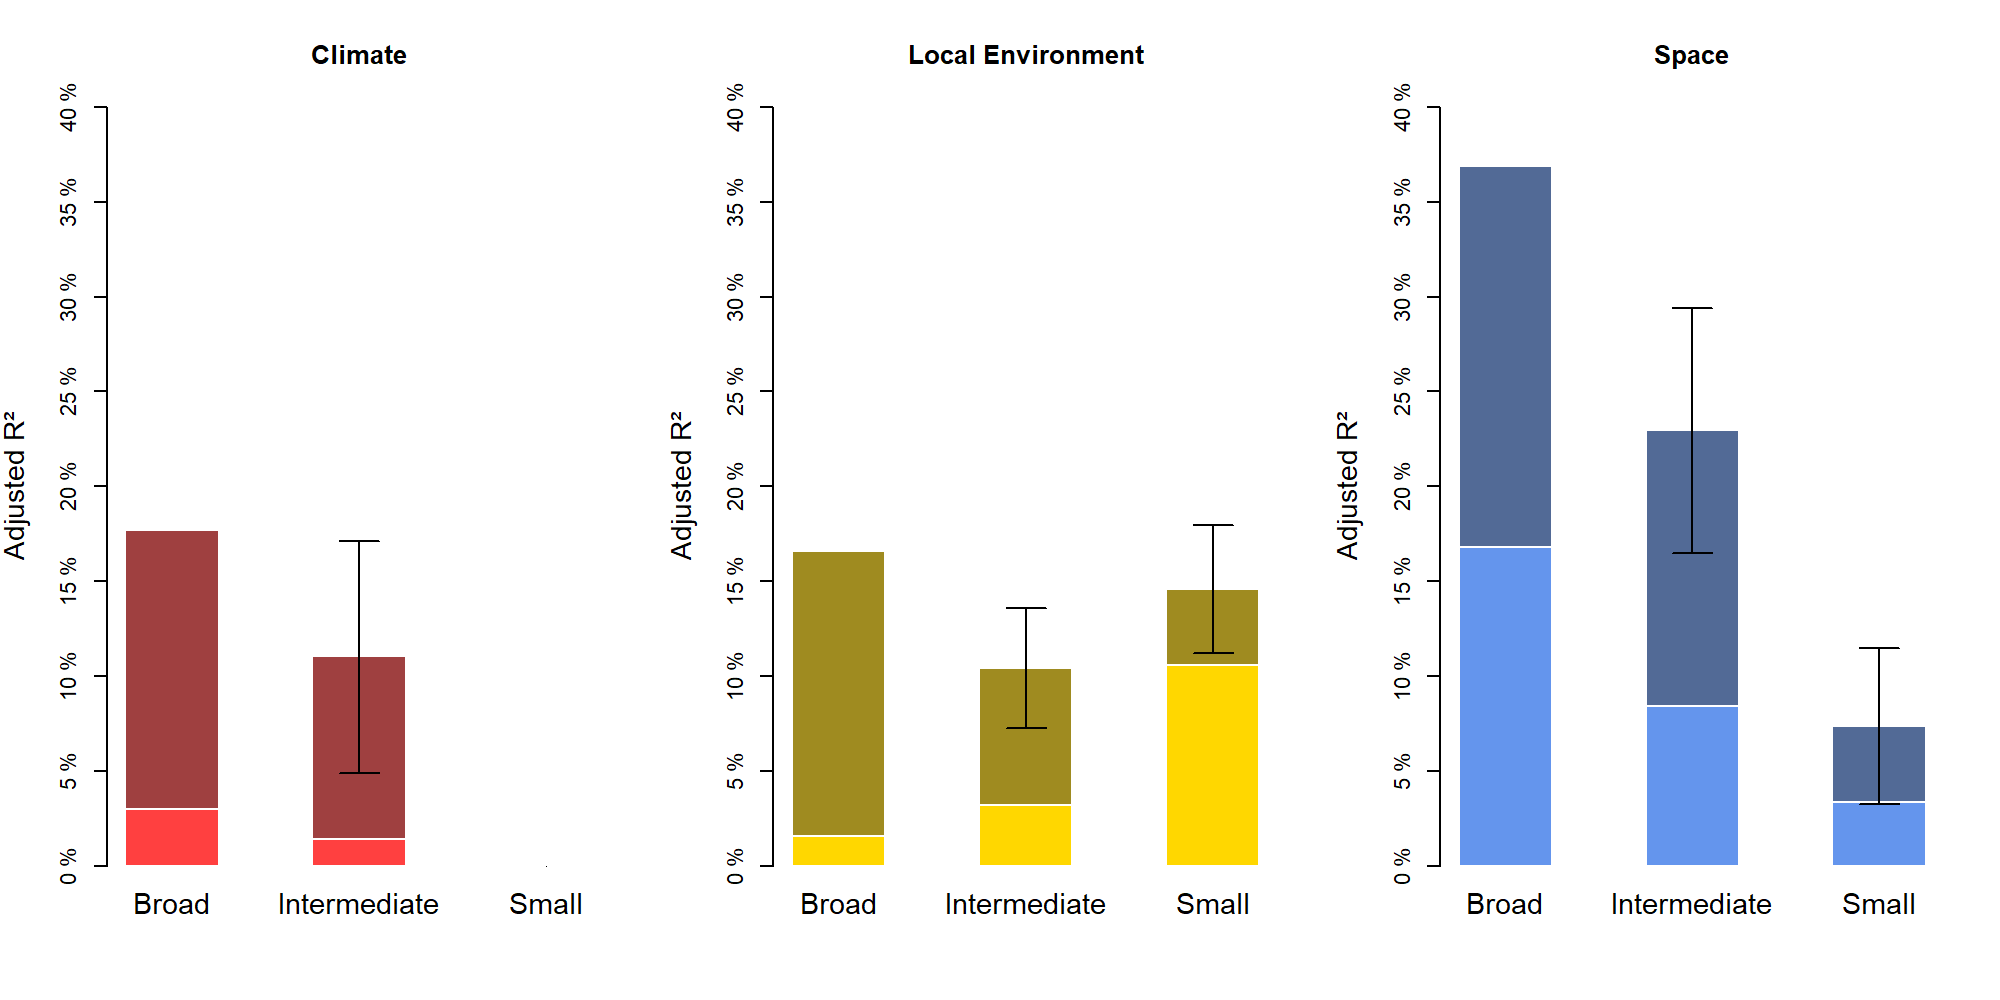 Climate
Adjusted R²
40 %
35 %
30 %
25 %
20 %
15 %
10 %
5 %
0 %
Broad
Intermediate
Small
Local Environment
Adjusted R²
40 %
35 %
30 %
25 %
20 %
15 %
10 %
5 %
0 %
Broad
Intermediate
Small
Space
Adjusted R²
40 %
35 %
30 %
25 %
20 %
15 %
10 %
5 %
0 %
Broad
Intermediate
Small